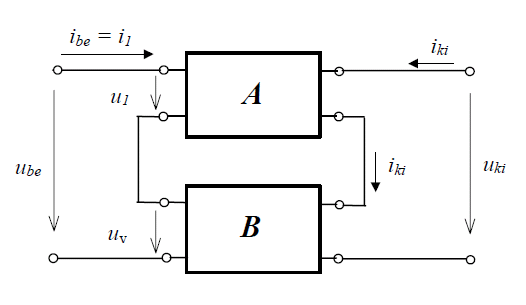 i_be = i_1
i_ki
u_1
A
u_be
i_ki
u_ki
u_v
B